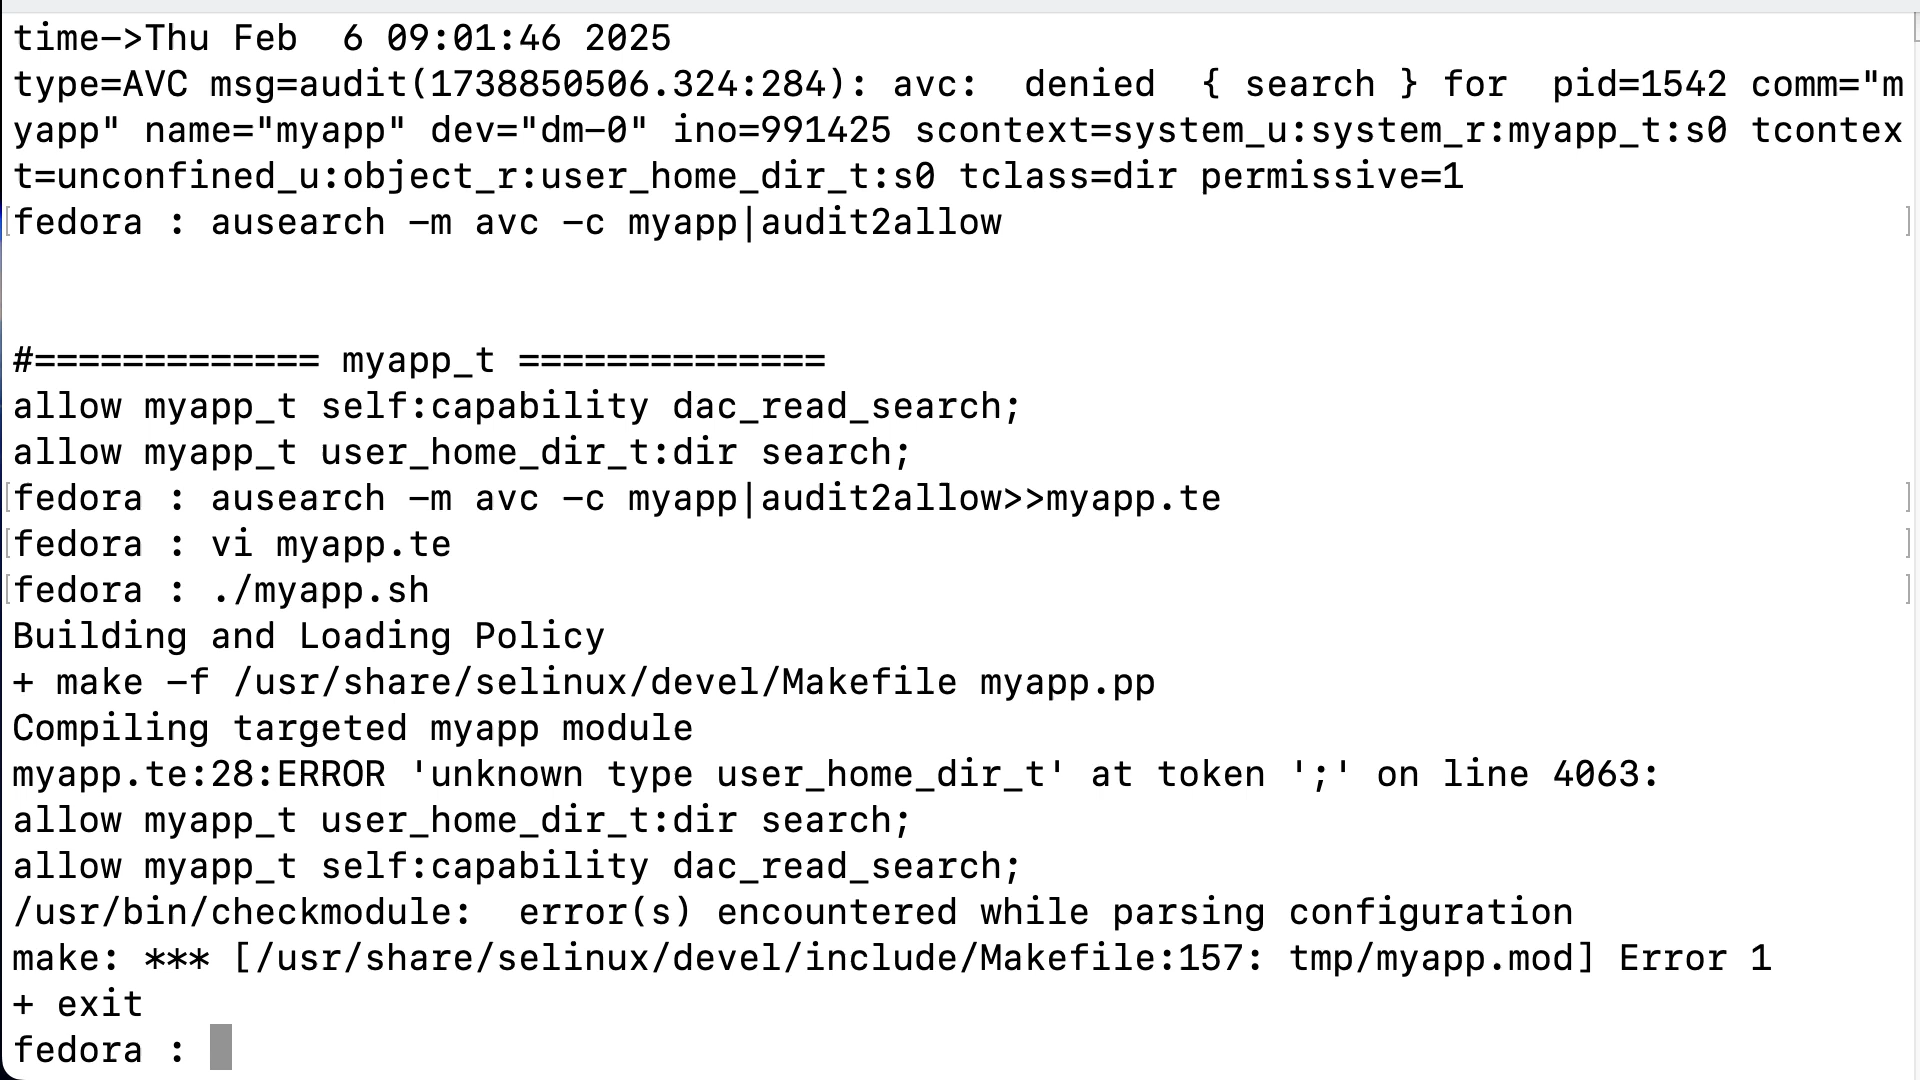 time->Thu Feb  6 09:01:46 2025
type=AVC msg=audit(1738850506.324:284): avc:  denied  { search } for  pid=1542 comm="m
yapp" name="myapp" dev="dm-0" ino=991425 scontext=system_u:system_r:myapp_t:s0 tcontex
t=unconfined_u:object_r:user_home_dir_t:s0 tclass=dir permissive=1
[fedora : ausearch -m avc -c myapp|audit2allow ]
#============= myapp_t ==============
allow myapp_t self:capability dac_read_search;
allow myapp_t user_home_dir_t:dir search;
[fedora : ausearch -m avc -c myapp|audit2allow>>myapp.te ]
[fedora : vi myapp.te ]
[fedora : ./myapp.sh ]
Building and Loading Policy
+ make -f /usr/share/selinux/devel/Makefile myapp.pp
Compiling targeted myapp module
myapp.te:28:ERROR 'unknown type user_home_dir_t' at token ';' on line 4063:
allow myapp_t user_home_dir_t:dir search;
allow myapp_t self:capability dac_read_search;
/usr/bin/checkmodule:  error(s) encountered while parsing configuration
make: *** [/usr/share/selinux/devel/include/Makefile:157: tmp/myapp.mod] Error 1
+ exit
fedora :